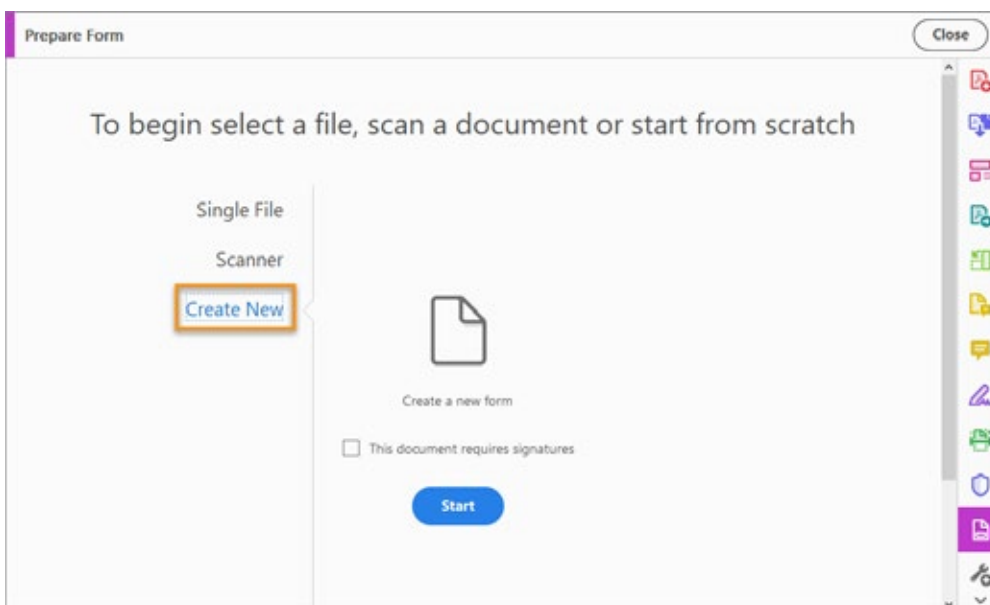 Prepare Form
Close
To begin select a file, scan a document or start from scratch
Single File
Scanner
Create New
Create a new form
This document requires signatures
Start